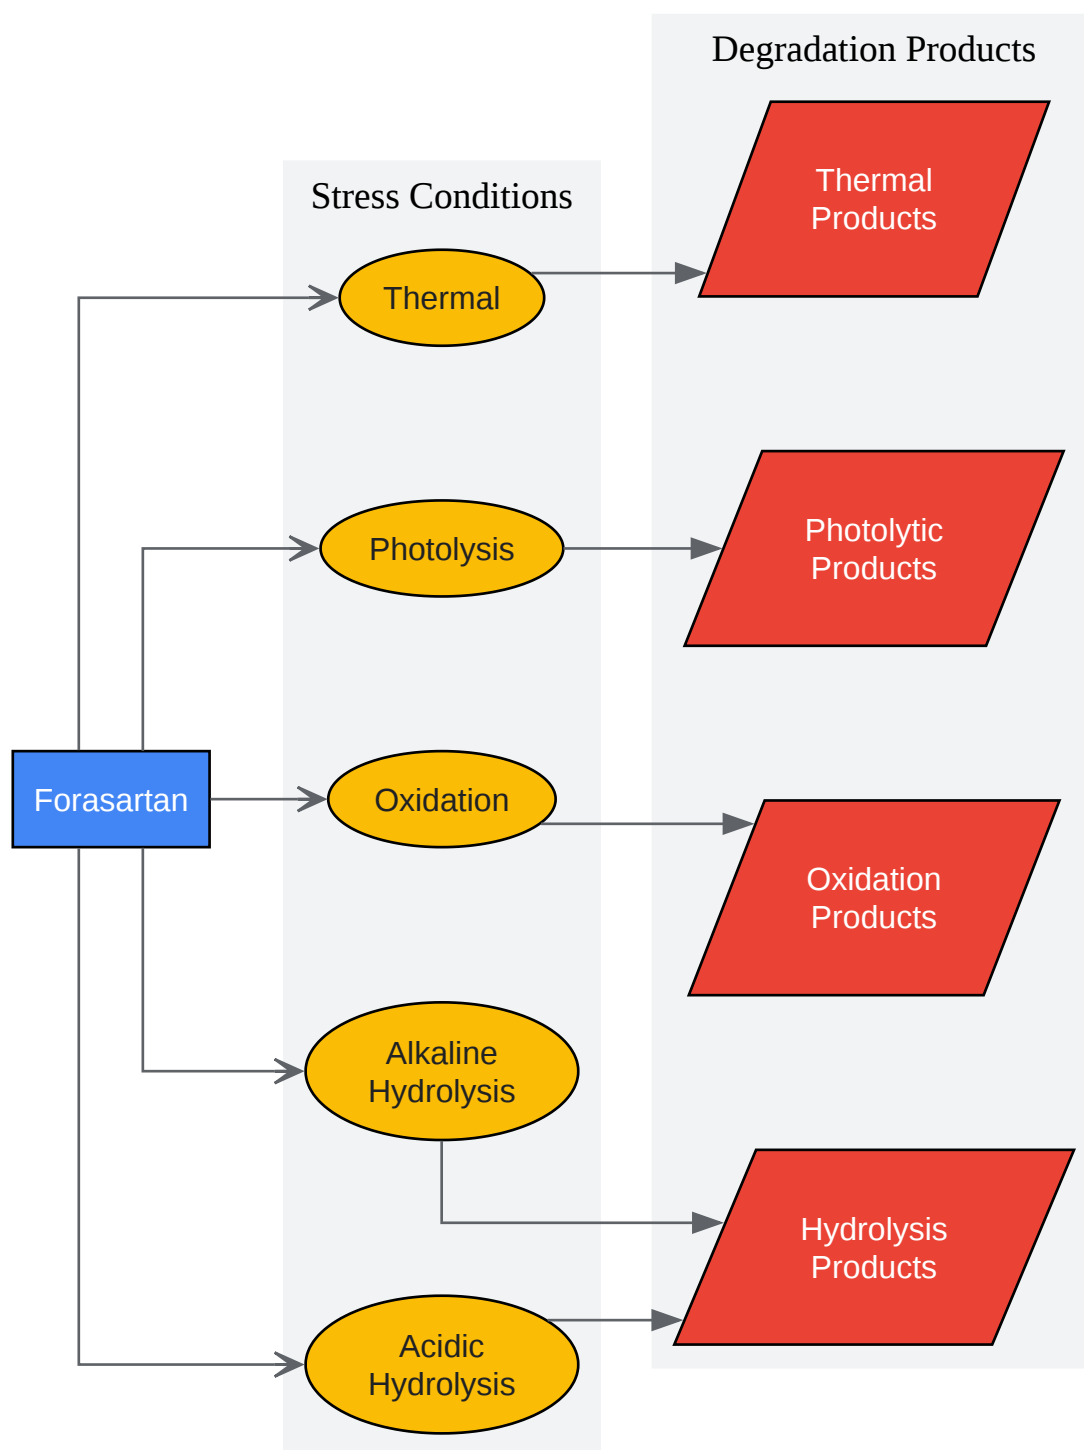 Degradation Products
Thermal
Products
Stress Conditions
Thermal
Photolysis
Photolytic
Products
Forasartan
Oxidation
Oxidation
Products
Alkaline
Hydrolysis
Hydrolysis
Products
Acidic
Hydrolysis